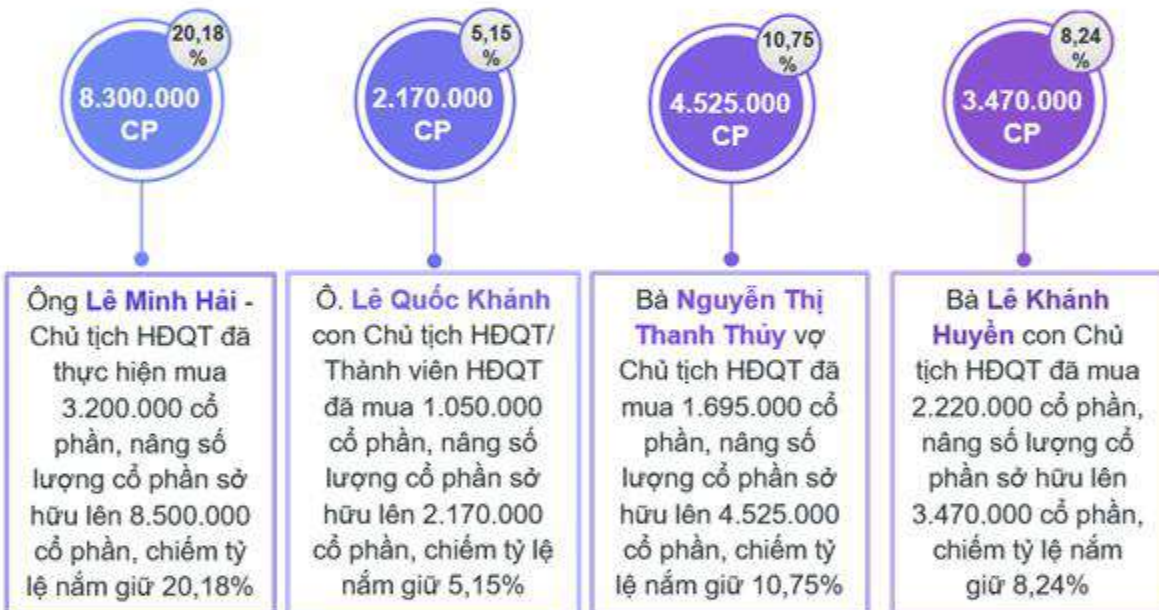 20,18
%
8.300.000
CP
5,15
%
2.170.000
CP
10,75
%
4.525.000
CP
8,24
%
3.470.000
CP
Ông Lê Minh Hải -
Chủ tịch HĐQT đã
thực hiện mua
3.200.000 cổ
phần, nâng số
lượng cổ phần sở
hữu lên 8.500.000
cổ phần, chiếm tỷ
lệ nắm giữ 20,18%
Ô. Lê Quốc Khánh
con Chủ tịch HĐQT/
Thành viên HĐQT
đã mua 1.050.000
cổ phần, nâng số
lượng cổ phần sở
hữu lên 2.170.000
cổ phần, chiếm tỷ lệ
nắm giữ 5,15%
Bà Nguyễn Thị
Thanh Thủy vợ
Chủ tịch HĐQT đã
mua 1.695.000 cổ
phần, nâng số
lượng cổ phần sở
hữu lên 4.525.000
cổ phần, chiếm tỷ
lệ nắm giữ 10,75%
Bà Lê Khánh
Huyền con Chủ
tịch HĐQT đã mua
2.220.000 cổ phần,
nâng số lượng cổ
phần sở hữu lên
3.470.000 cổ phần,
chiếm tỷ lệ nắm
giữ 8,24%